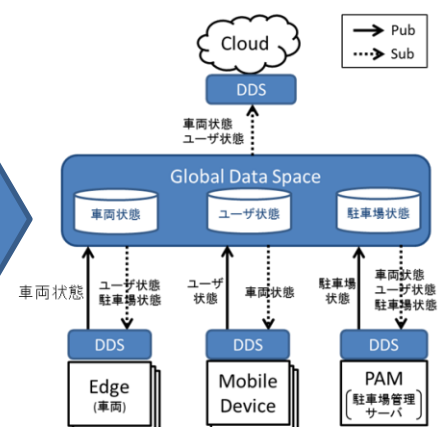 Cloud
Pub
Sub
DDS
車両状態
ユーザ状態
Global Data Space
車両状態
ユーザ状態
駐車場状態
車両状態
ユーザ状態
駐車場状態
ユーザ
状態
車両状態
駐車場
状態
車両状態
ユーザ状態
駐車場状態
DDS
DDS
DDS
Edge
(車両)
Mobile
Device
PAM
駐車場管理
サーバ